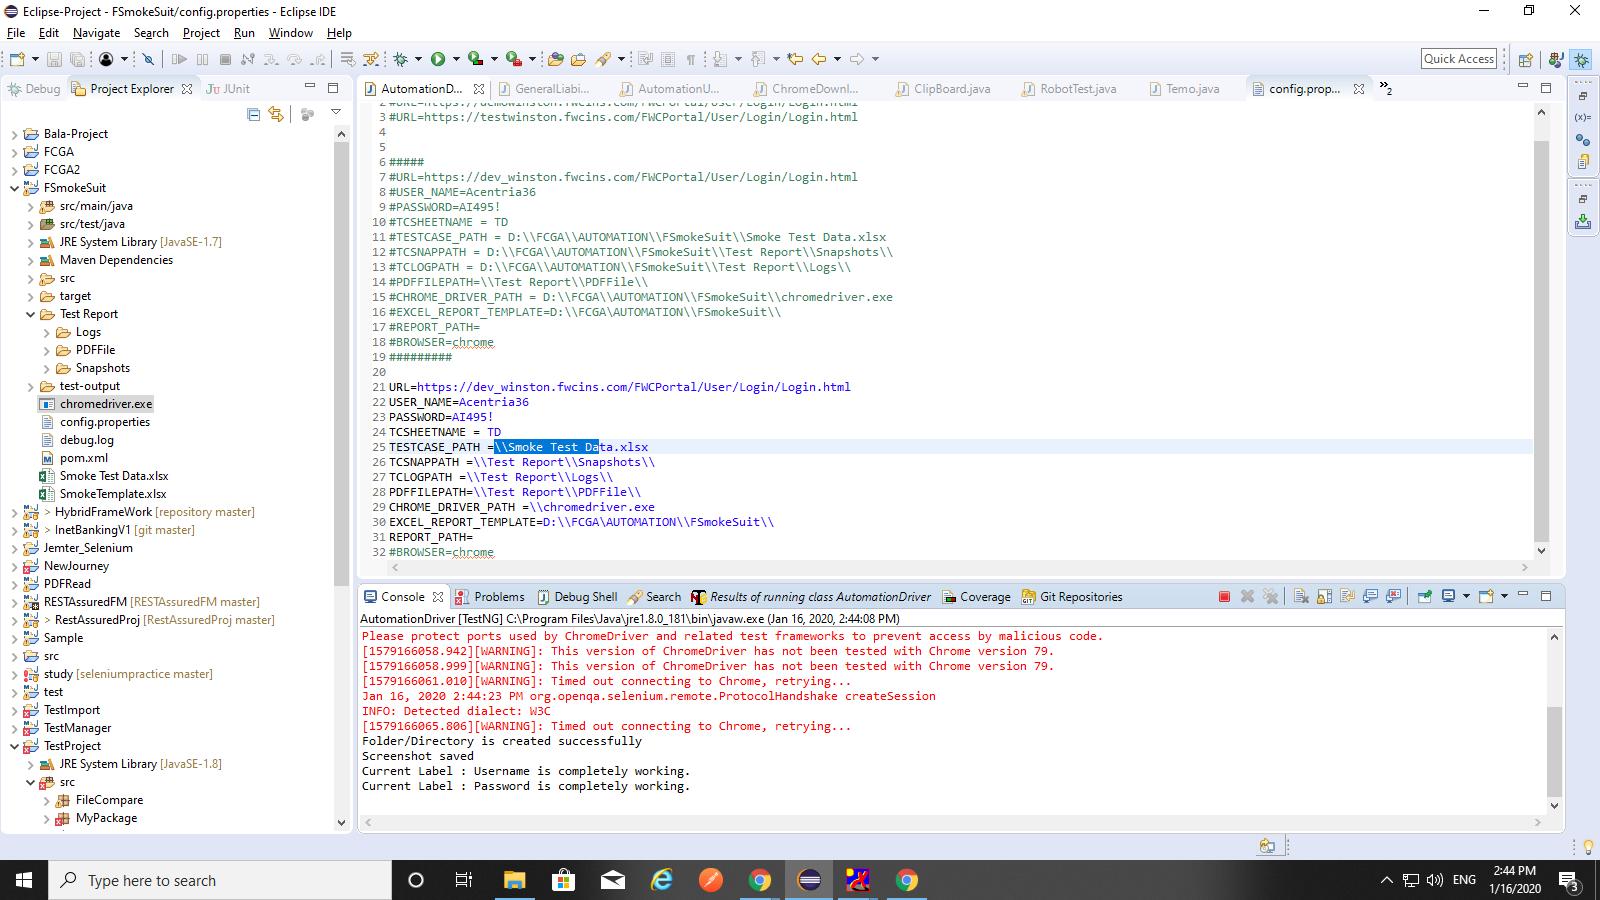 Eclipse-Project - FSmokeSuit/config.properties - Eclipse IDE
File Edit Navigate Search Project Run Window Help
Quick Access
Debug Project Explorer JUnit
AutomationD... GeneralLiabi... AutomationU... ChromeDownl... ClipBoard.java RobotTest.java Temo.java config.prop... »2
Bala-Project
FCGA
FCGA2
FSmokeSuit
src/main/java
src/test/java
JRE System Library [JavaSE-1.7]
Maven Dependencies
src
target
Test Report
Logs
PDFFile
Snapshots
test-output
chromedriver.exe
config.properties
debug.log
pom.xml
Smoke Test Data.xlsx
SmokeTemplate.xlsx
> HybridFrameWork [repository master]
> InetBankingV1 [git master]
Jemter_Selenium
NewJourney
PDFRead
RESTAssuredFM [RESTAssuredFM master]
> RestAssuredProj [RestAssuredProj master]
Sample
src
study [seleniumpractice master]
test
TestImport
TestManager
TestProject
JRE System Library [JavaSE-1.8]
src
FileCompare
MyPackage
2 #URL=https://ucmowinston.fwcins.com/FWCPortal/User/Login/Login.html
3 #URL=https://testwinston.fwcins.com/FWCPortal/User/Login/Login.html
4
5
6 #####
7 #URL=https://dev_winston.fwcins.com/FWCPortal/User/Login/Login.html
8 #USER_NAME=Acentria36
9 #PASSWORD=AI495!
10 #TCSHEETNAME = TD
11 #TESTCASE_PATH = D:\\FCGA\\AUTOMATION\\FSmokeSuit\\Smoke Test Data.xlsx
12 #TCSNAPPATH = D:\\FCGA\\AUTOMATION\\FSmokeSuit\\Test Report\\Snapshots\\
13 #TCLOGPATH = D:\\FCGA\\AUTOMATION\\FSmokeSuit\\Test Report\\Logs\\
14 #PDFFILEPATH=\\Test Report\\PDFFile\\
15 #CHROME_DRIVER_PATH = D:\\FCGA\\AUTOMATION\\FSmokeSuit\\chromedriver.exe
16 #EXCEL_REPORT_TEMPLATE=D:\\FCGA\AUTOMATION\\FSmokeSuit\\
17 #REPORT_PATH=
18 #BROWSER=chrome
19 #########
20
21 URL=https://dev_winston.fwcins.com/FWCPortal/User/Login/Login.html
22 USER_NAME=Acentria36
23 PASSWORD=AI495!
24 TCSHEETNAME = TD
25 TESTCASE_PATH =\\Smoke Test Data.xlsx
26 TCSNAPPATH =\\Test Report\\Snapshots\\
27 TCLOGPATH =\\Test Report\\Logs\\
28 PDFFILEPATH=\\Test Report\\PDFFile\\
29 CHROME_DRIVER_PATH =\\chromedriver.exe
30 EXCEL_REPORT_TEMPLATE=D:\\FCGA\AUTOMATION\\FSmokeSuit\\
31 REPORT_PATH=
32 #BROWSER=chrome
Console Problems Debug Shell Search Results of running class AutomationDriver Coverage Git Repositories
AutomationDriver [TestNG] C:\Program Files\Java\jre1.8.0_181\bin\javaw.exe (Jan 16, 2020, 2:44:08 PM)
Please protect ports used by ChromeDriver and related test frameworks to prevent access by malicious code.
[1579166058.942][WARNING]: This version of ChromeDriver has not been tested with Chrome version 79.
[1579166058.999][WARNING]: This version of ChromeDriver has not been tested with Chrome version 79.
[1579166061.010][WARNING]: Timed out connecting to Chrome, retrying...
Jan 16, 2020 2:44:23 PM org.openqa.selenium.remote.ProtocolHandshake createSession
INFO: Detected dialect: W3C
[1579166065.806][WARNING]: Timed out connecting to Chrome, retrying...
Folder/Directory is created successfully
Screenshot saved
Current Label : Username is completely working.
Current Label : Password is completely working.
Type here to search
ENG
2:44 PM
1/16/2020
3